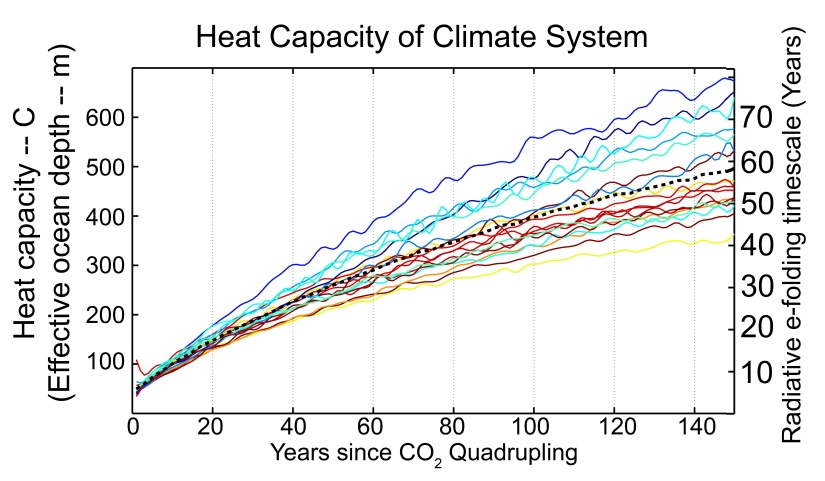 Heat Capacity of Climate System
Heat capacity -- C
(Effective ocean depth -- m)
600
500
400
300
200
100
70
60
50
40
30
20
10
Radiative e-folding timescale (Years)
0 20 40 60 80 100 120 140
Years since CO2 Quadrupling